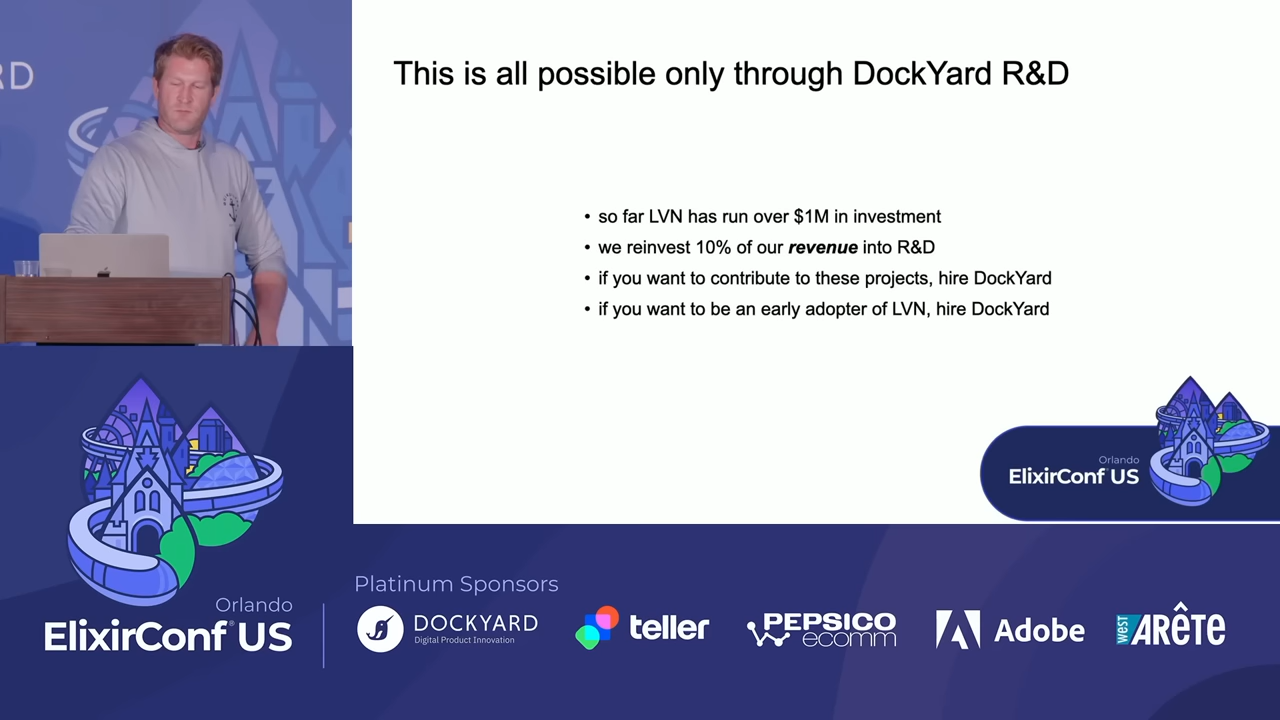 RD
This is all possible only through DockYard R&D
• so far LVN has run over $1M in investment
• we reinvest 10% of our revenue into R&D
• if you want to contribute to these projects, hire DockYard
• if you want to be an early adopter of LVN, hire DockYard
Orlando
ElixirConf US
Orlando
ElixirConf® US
Platinum Sponsors
DOCKYARD
Digital Product Innovation
teller
PEPSICO
ecomm
Adobe
west ARÊTE